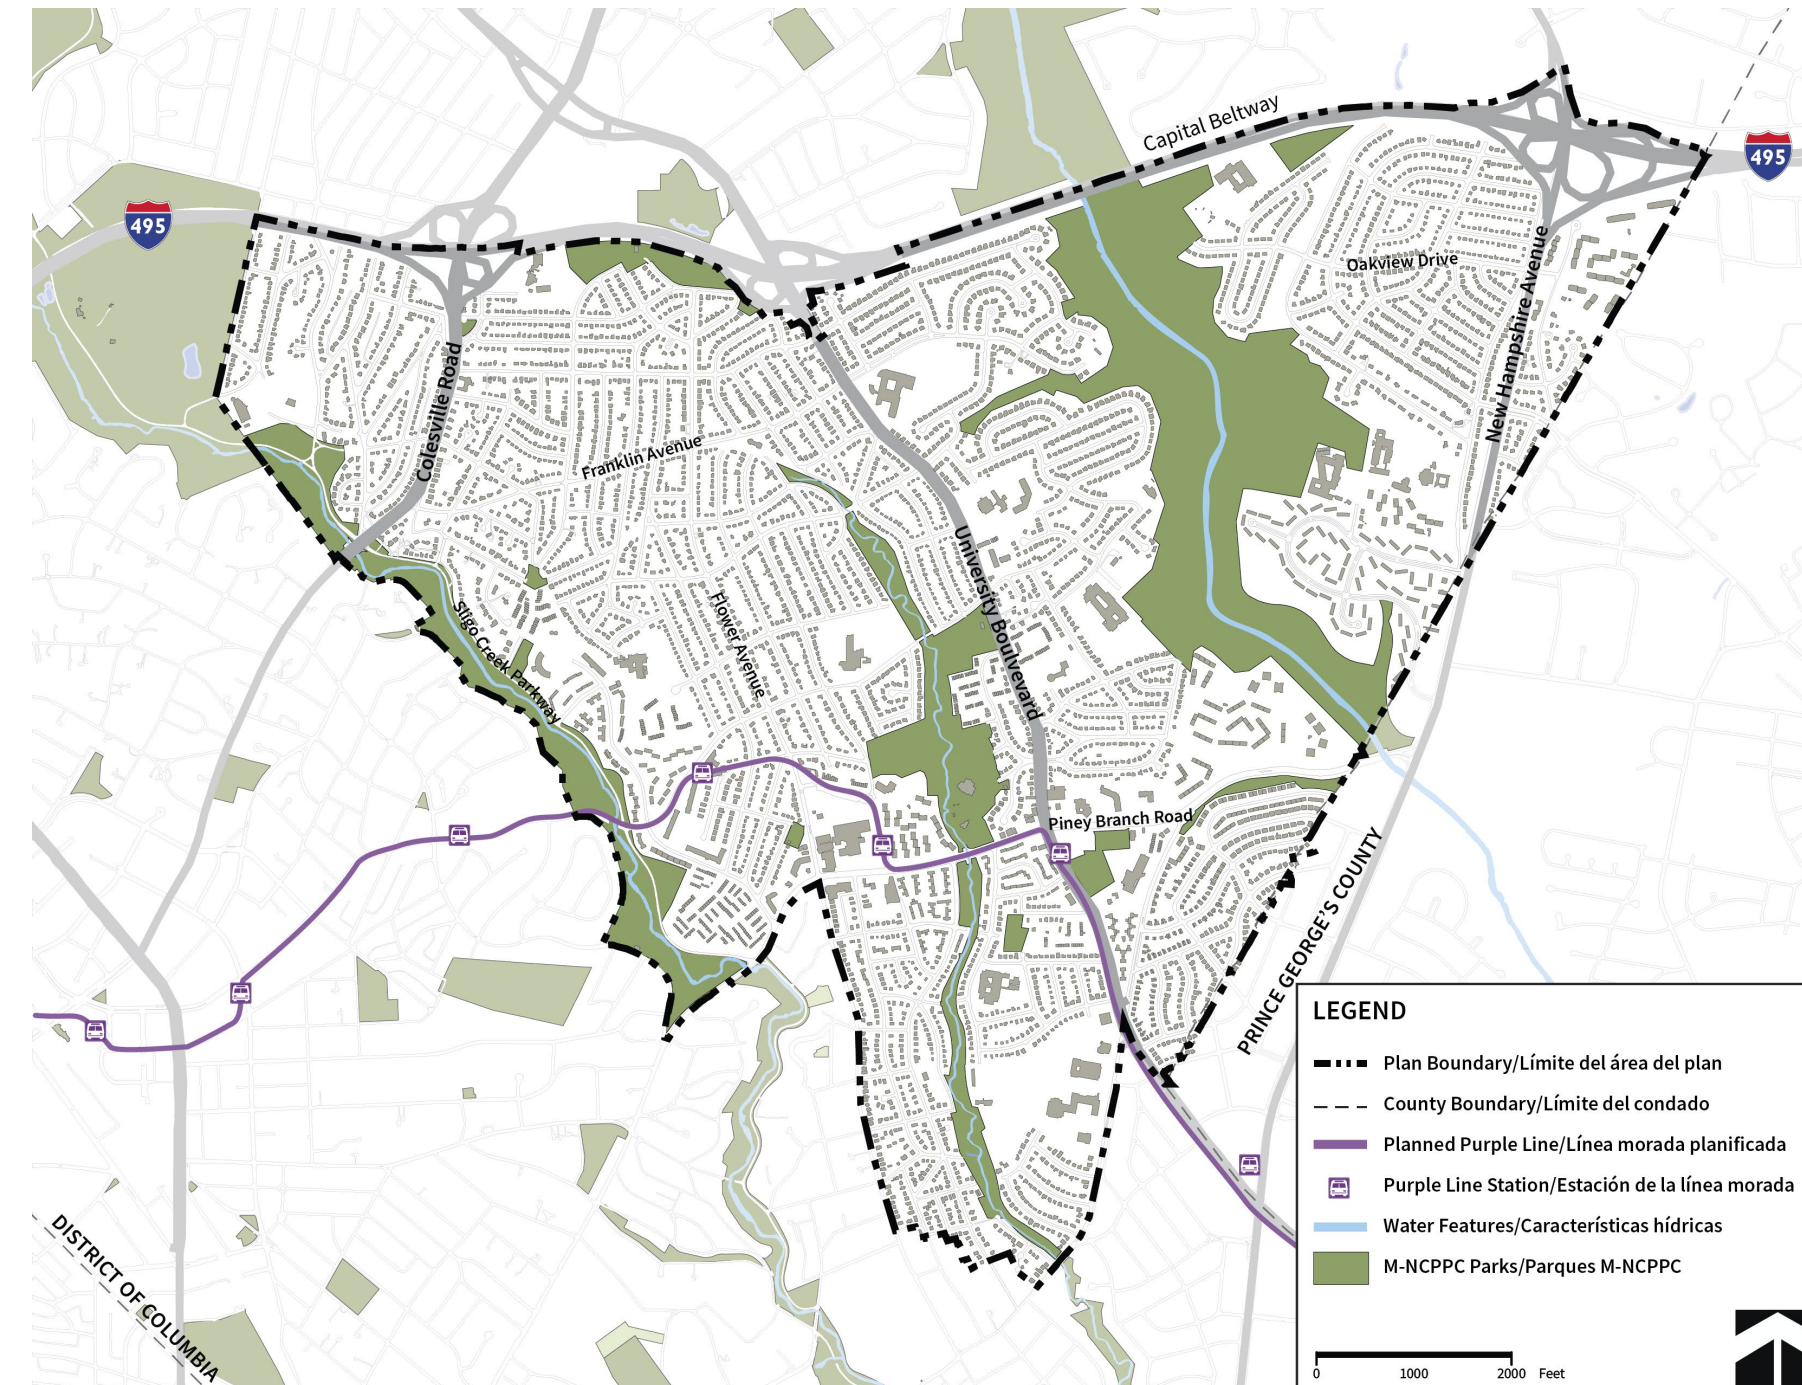 Capital Beltway
495
495
Oakview Drive
New Hampshire Avenue
Colesville Road
Franklin Avenue
University Boulvevard
Flower Avenue
Sligo Creek Parkway
Piney Branch Road
PRINCE GEORGE'S COUNTY
DISTRICT OF COLUMBIA
LEGEND
Plan Boundary/Límite del área del plan
County Boundary/Límite del condado
Planned Purple Line/Línea morada planificada
Purple Line Station/Estación de la línea morada
Water Features/Características hídricas
M-NCPPC Parks/Parques M-NCPPC
0 1000 2000 Feet